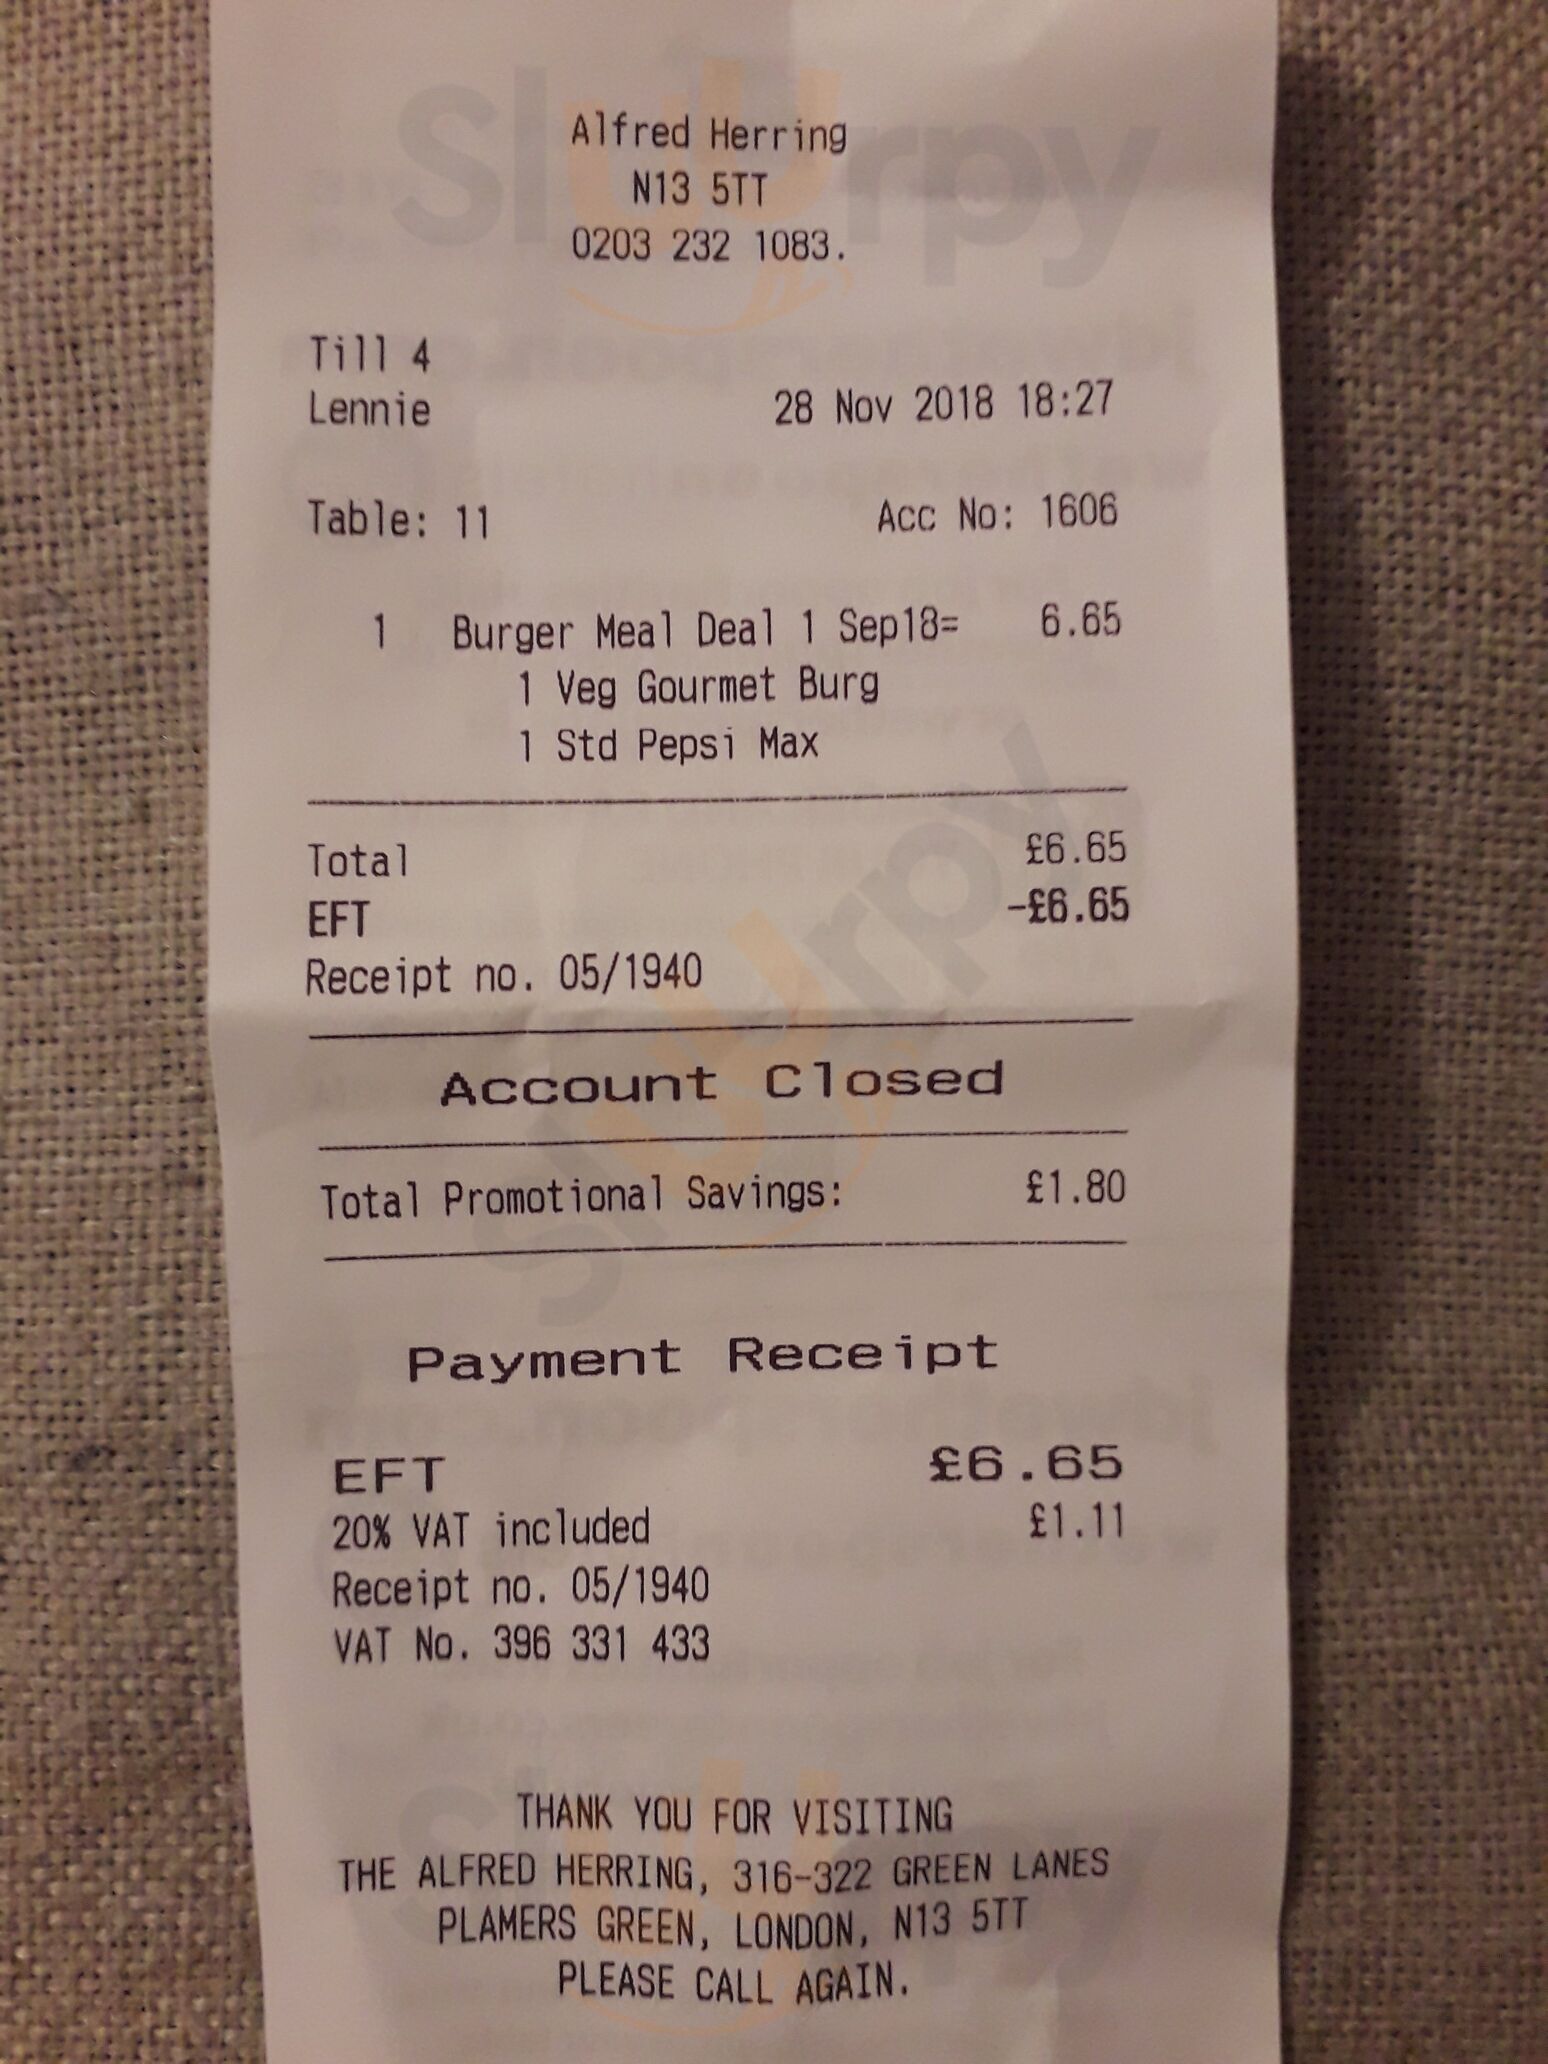 Alfred Herring
N13 5TT
0203 232 1083.
Till 4
Lennie 28 Nov 2018 18:27
Table: 11 Acc No: 1606
1 Burger Meal Deal 1 Sep18= 6.65
1 Veg Gourmet Burg
1 Std Pepsi Max
Total £6.65
EFT -£6.65
Receipt no. 05/1940
Account Closed
Total Promotional Savings: £1.80
Payment Receipt
EFT £6.65
20% VAT included £1.11
Receipt no. 05/1940
VAT No. 396 331 433
THANK YOU FOR VISITING
THE ALFRED HERRING, 316-322 GREEN LANES
PLAMERS GREEN, LONDON, N13 5TT
PLEASE CALL AGAIN.
Slurpy
Slurpy
Slurpy